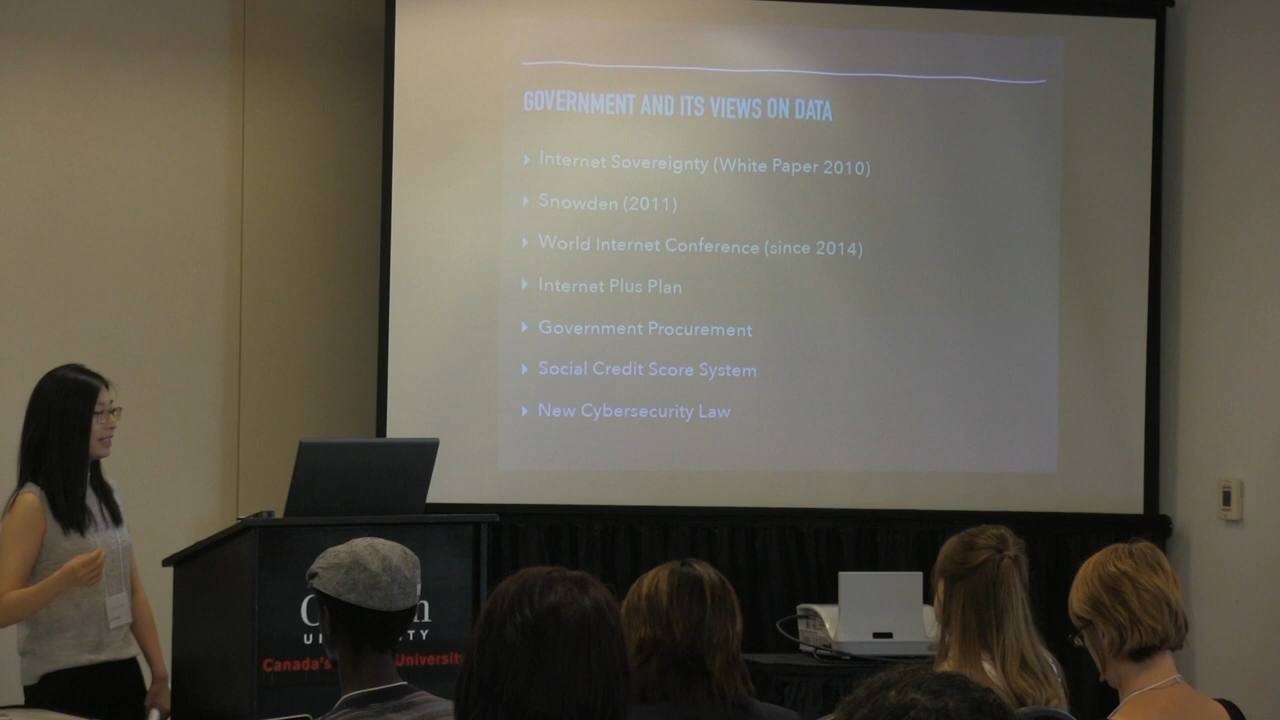 GOVERNMENT AND ITS VIEWS ON DATA
Internet Sovereignty (White Paper 2010)
Snowden (2011)
World Internet Conference (since 2014)
Internet Plus Plan
Government Procurement
Social Credit Score System
New Cybersecurity Law
Canada's University